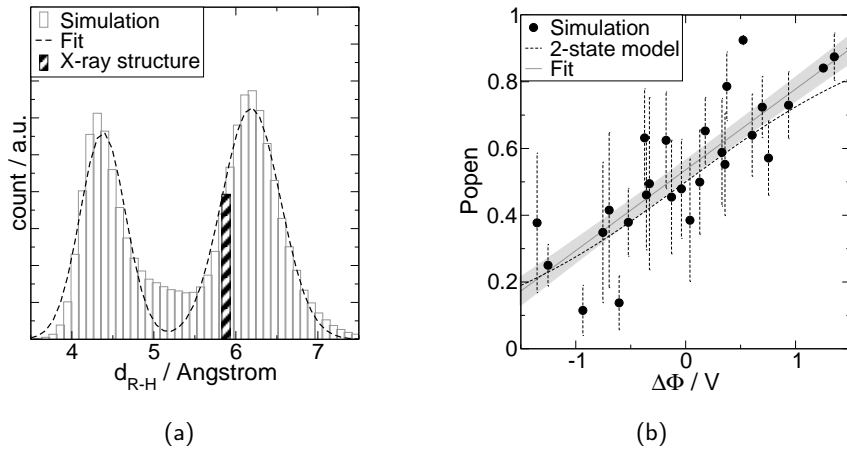 Simulation
Fit
X-ray structure
count / a.u.
4 5 6 7
d_R-H / Angstrom
(a)
Simulation
2-state model
Fit
Popen
1
0.8
0.6
0.4
0.2
0
-1 0 1
ΔΦ / V
(b)